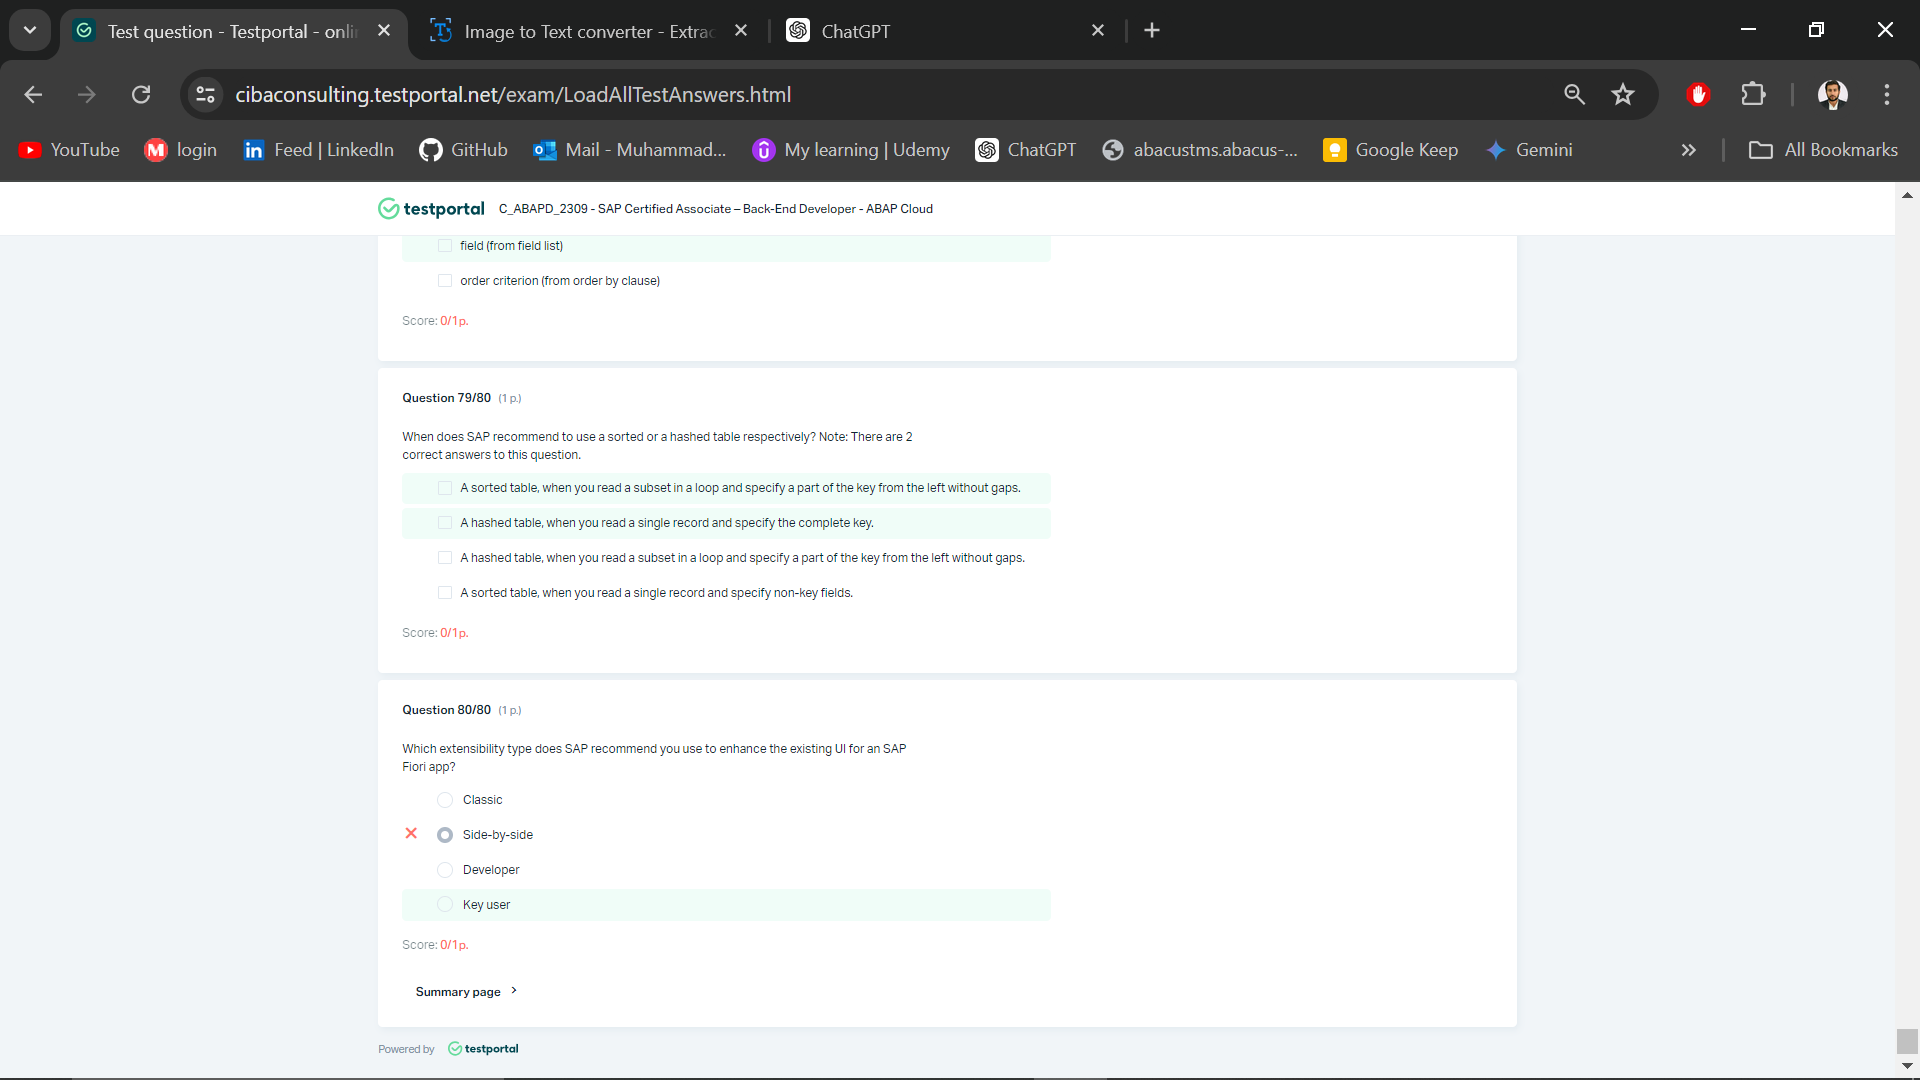 Test question - Testportal - onli
Image to Text converter - Extrac
ChatGPT
cibaconsulting.testportal.net/exam/LoadAllTestAnswers.html
YouTube
login
Feed | LinkedIn
GitHub
Mail - Muhammad...
My learning | Udemy
ChatGPT
abacustms.abacus-...
Google Keep
Gemini
All Bookmarks
testportal C_ABAPD_2309 - SAP Certified Associate – Back-End Developer - ABAP Cloud
field (from field list)
order criterion (from order by clause)
Score: 0/1 p.
Question 79/80 (1 p.)
When does SAP recommend to use a sorted or a hashed table respectively? Note: There are 2
correct answers to this question.
A sorted table, when you read a subset in a loop and specify a part of the key from the left without gaps.
A hashed table, when you read a single record and specify the complete key.
A hashed table, when you read a subset in a loop and specify a part of the key from the left without gaps.
A sorted table, when you read a single record and specify non-key fields.
Score: 0/1 p.
Question 80/80 (1 p.)
Which extensibility type does SAP recommend you use to enhance the existing UI for an SAP
Fiori app?
Classic
Side-by-side
Developer
Key user
Score: 0/1 p.
Summary page
Powered by testportal